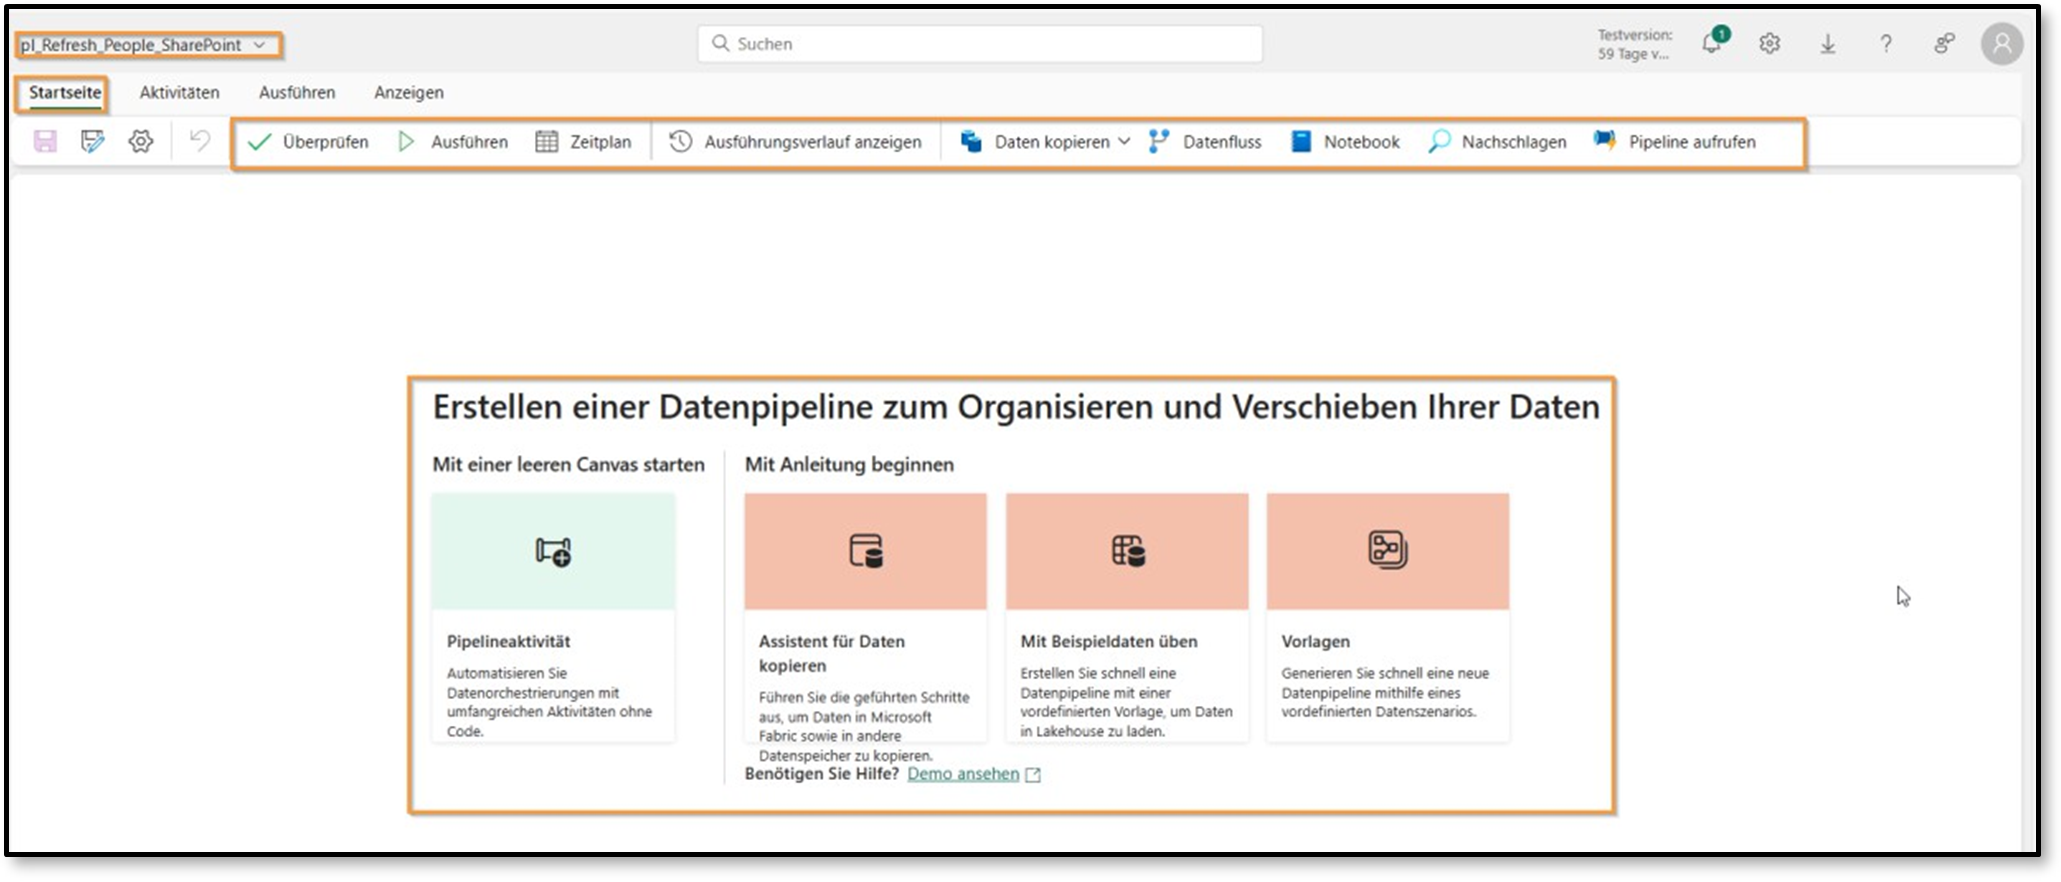 pl_Refresh_People_SharePoint
Suchen
Testversion:
59 Tage v...
1
Startseite Aktivitäten Ausführen Anzeigen
Überprüfen Ausführen Zeitplan Ausführungsverlauf anzeigen Daten kopieren Datenfluss Notebook Nachschlagen Pipeline aufrufen
Erstellen einer Datenpipeline zum Organisieren und Verschieben Ihrer Daten
Mit einer leeren Canvas starten
Pipelineaktivität
Automatisieren Sie
Datenorchestrierungen mit
umfangreichen Aktivitäten ohne
Code.
Mit Anleitung beginnen
Assistent für Daten
kopieren
Führen Sie die geführten Schritte
aus, um Daten in Microsoft
Fabric sowie in andere
Datenspeicher zu kopieren.
Mit Beispieldaten üben
Erstellen Sie schnell eine
Datenpipeline mit einer
vordefinierten Vorlage, um Daten
in Lakehouse zu laden.
Vorlagen
Generieren Sie schnell eine neue
Datenpipeline mithilfe eines
vordefinierten Datenszenarios.
Benötigen Sie Hilfe? Demo ansehen